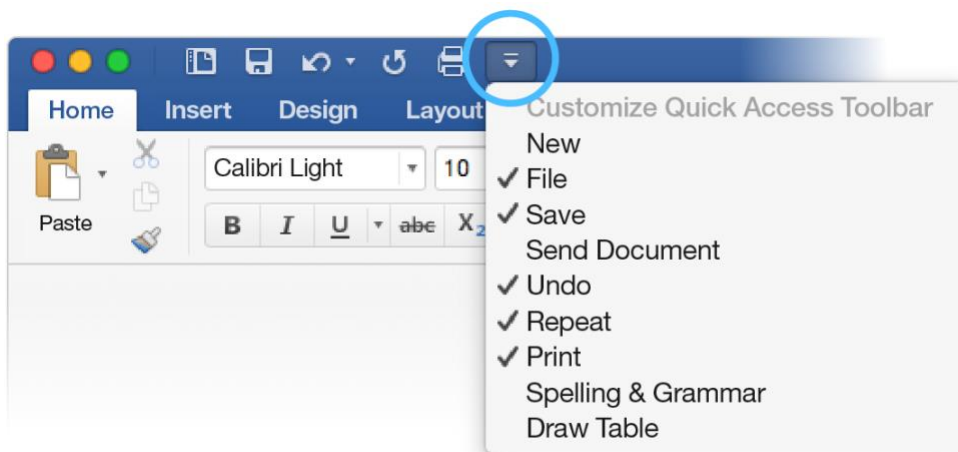 Home Insert Design Layout
Customize Quick Access Toolbar
New
File
Save
Send Document
Undo
Repeat
Print
Spelling & Grammar
Draw Table
Calibri Light 10
Paste
B I U abc X2